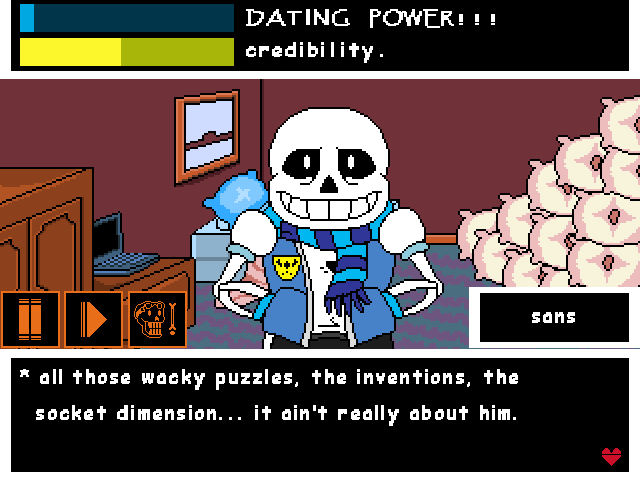 DATING POWER!!!
credibility.
sans
* all those wacky puzzles, the inventions, the
socket dimension... it ain't really about him.